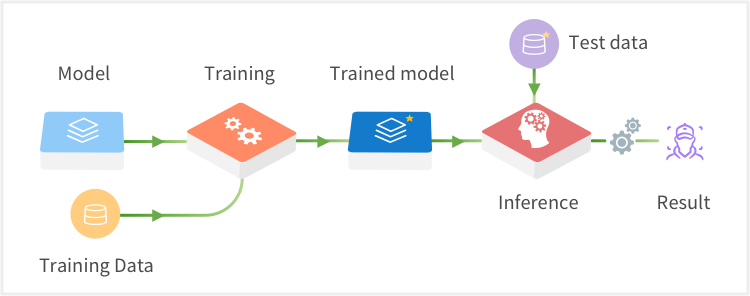 Test data
Model
Training
Trained model
Inference
Result
Training Data